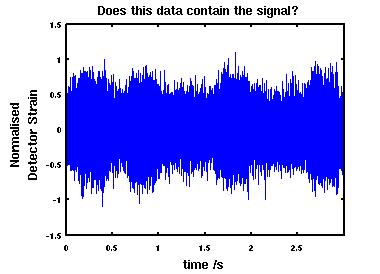 Does this data contain the signal?
1.5
1
0.5
0
-0.5
-1
-1.5
Normalised
Detector Strain
0 0.5 1 1.5 2 2.5
time /s